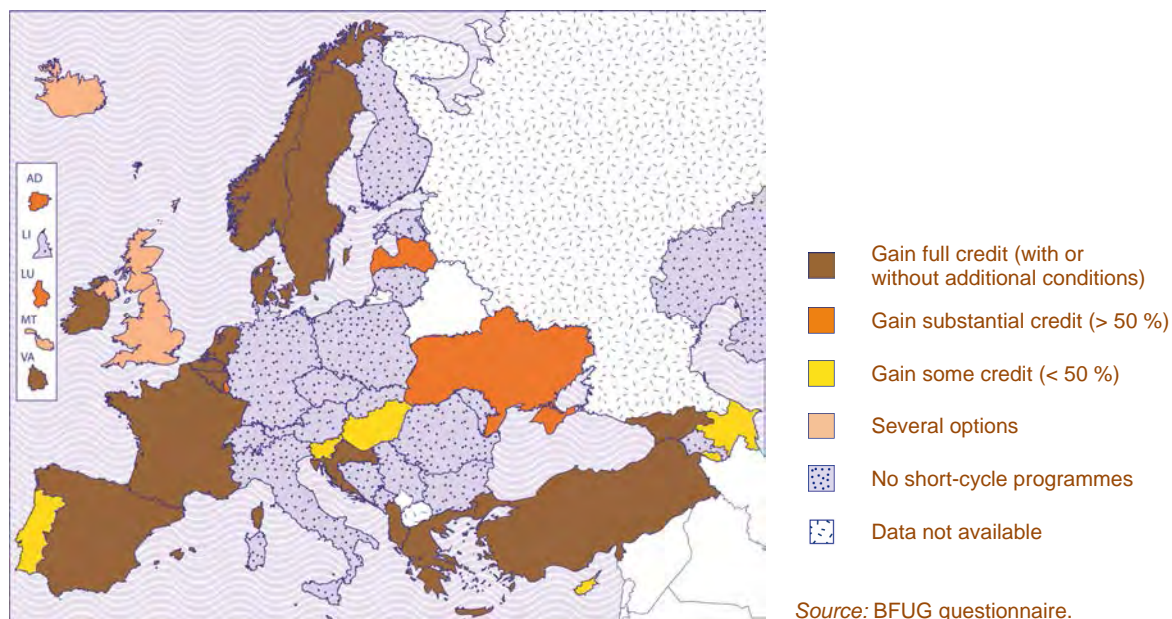 AD
LI
LU
MT
VA
Gain full credit (with or
without additional conditions)
Gain substantial credit (> 50 %)
Gain some credit (< 50 %)
Several options
No short-cycle programmes
Data not available
Source: BFUG questionnaire.